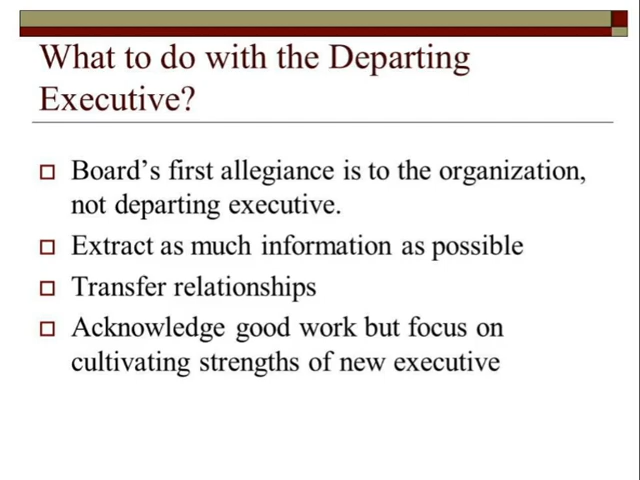 What to do with the Departing
Executive?
Board's first allegiance is to the organization,
not departing executive.
Extract as much information as possible
Transfer relationships
Acknowledge good work but focus on
cultivating strengths of new executive